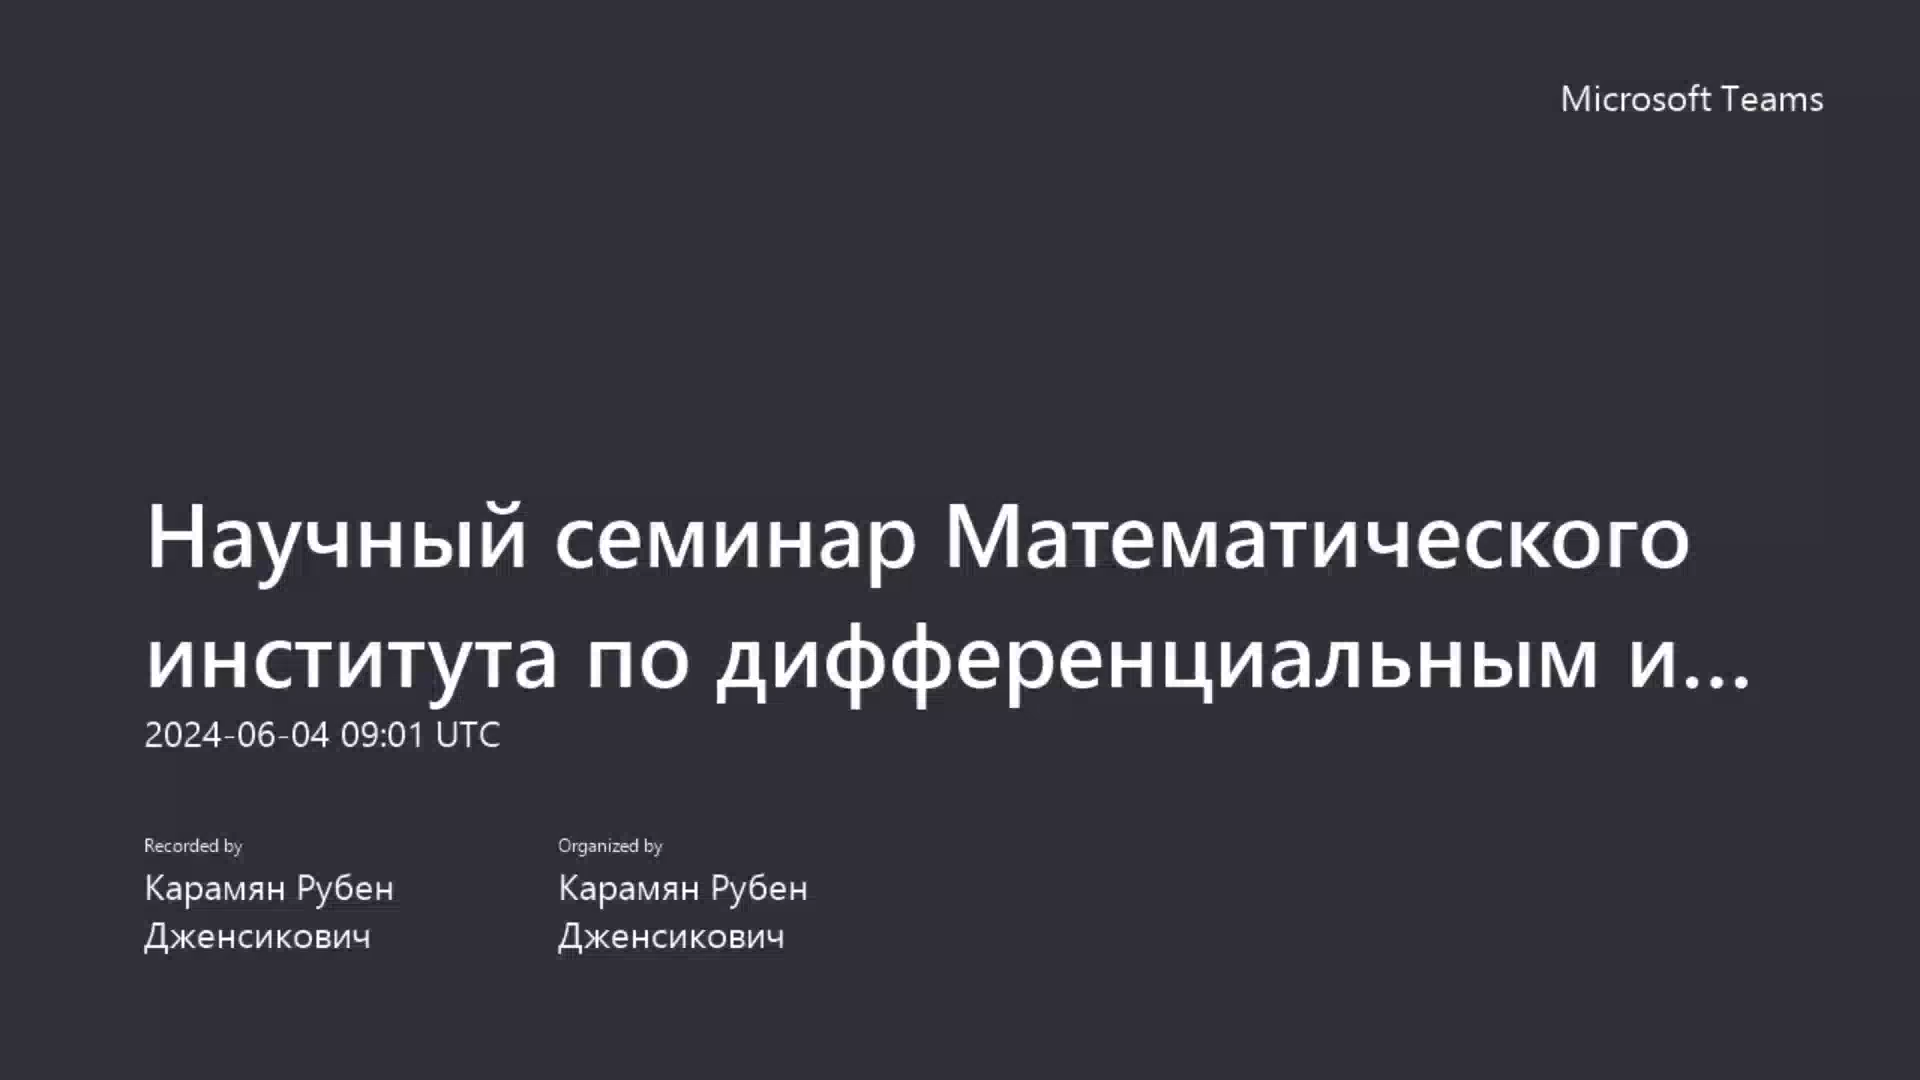 Microsoft Teams
Научный семинар Математического
института по дифференциальным и...
2024-06-04 09:01 UTC
Recorded by
Organized by
Карамян Рубен
Карамян Рубен
Дженсикович
Дженсикович